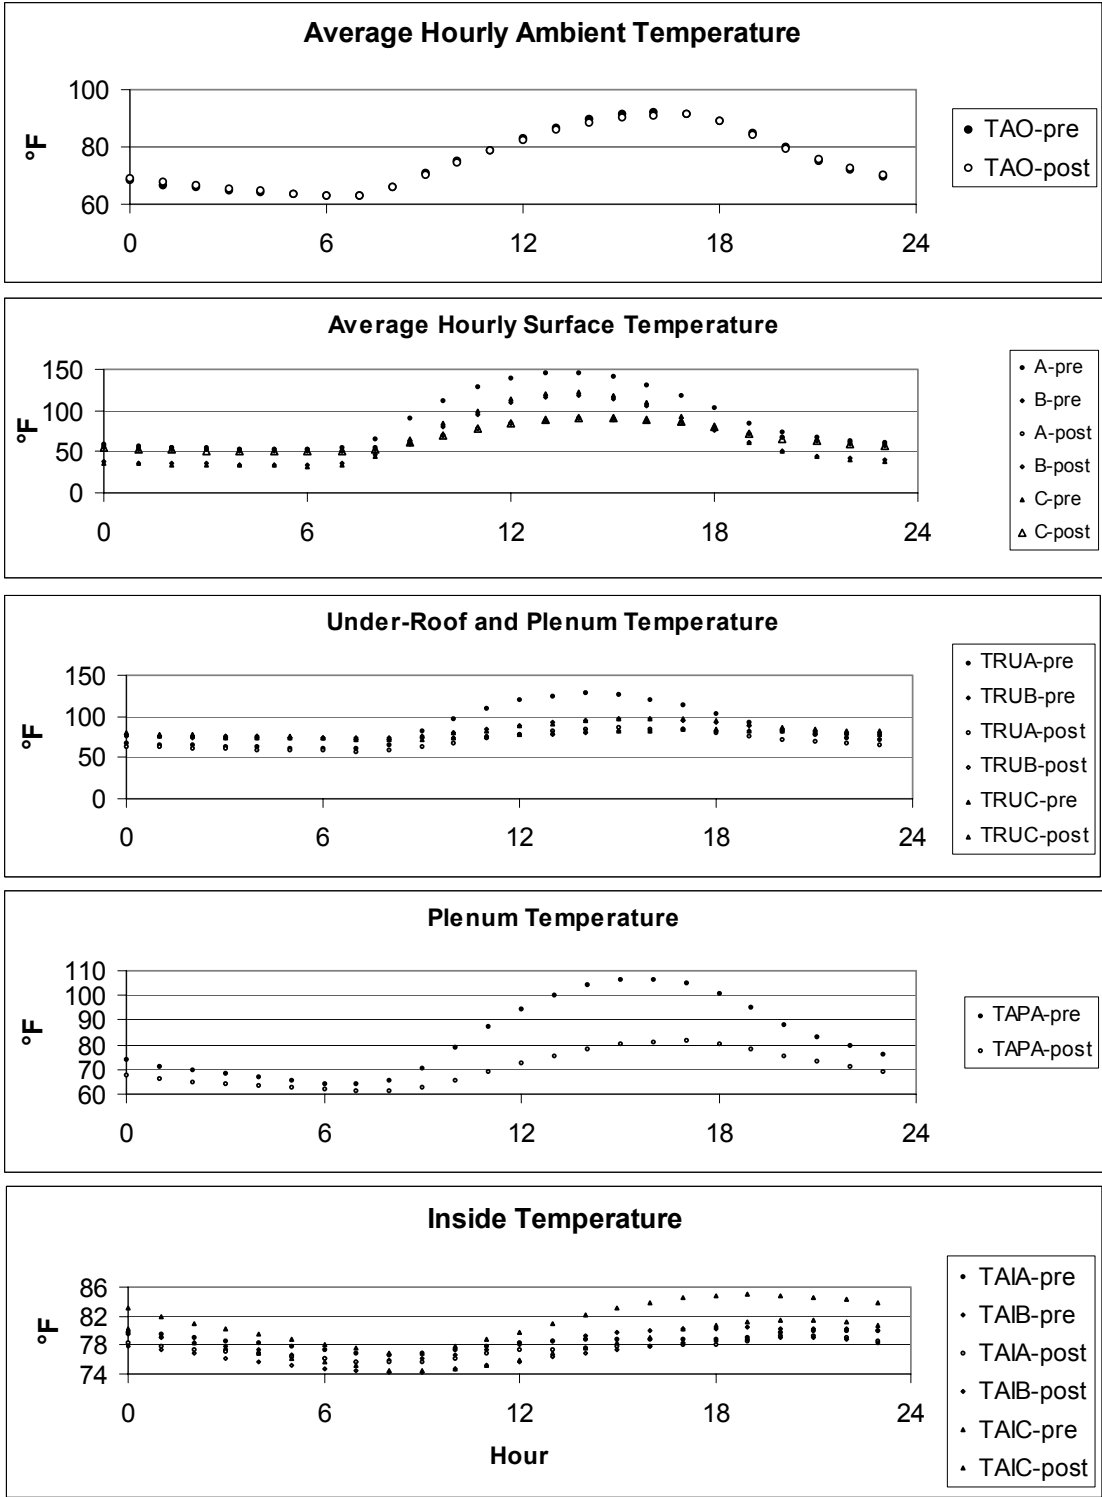 Average Hourly Ambient Temperature
100
80
60
°F
0 6 12 18 24
TAO-pre
TAO-post
Average Hourly Surface Temperature
150
100
50
0
°F
0 6 12 18 24
A-pre
B-pre
A-post
B-post
C-pre
C-post
Under-Roof and Plenum Temperature
150
100
50
0
°F
0 6 12 18 24
TRUA-pre
TRUB-pre
TRUA-post
TRUB-post
TRUC-pre
TRUC-post
Plenum Temperature
110
100
90
80
70
60
°F
0 6 12 18 24
TAPA-pre
TAPA-post
Inside Temperature
86
82
78
74
°F
0 6 12 18 24
Hour
TAIA-pre
TAIB-pre
TAIA-post
TAIB-post
TAIC-pre
TAIC-post